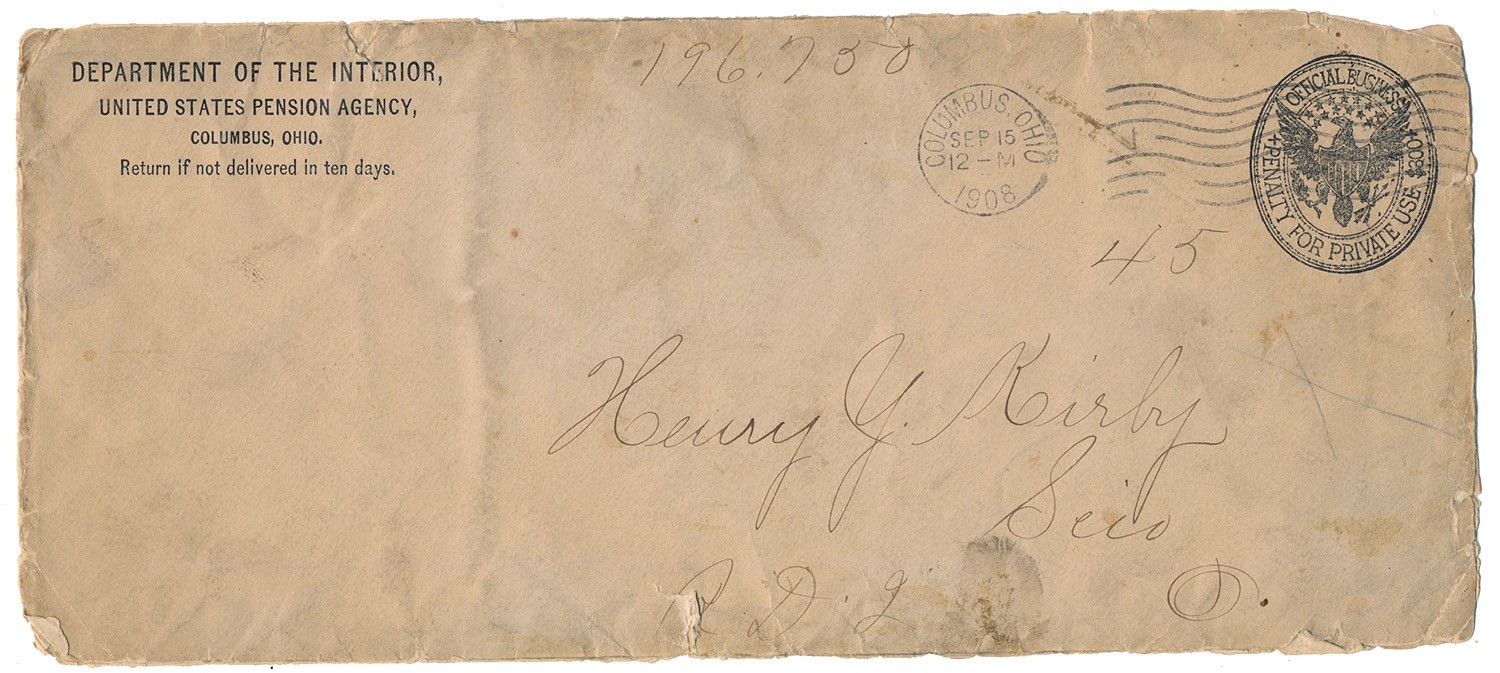 DEPARTMENT OF THE INTERIOR,
UNITED STATES PENSION AGENCY,
COLUMBUS, OHIO.
Return if not delivered in ten days.
196.750
COLUMBUS, OHIO
SEP 15
12-M
1908
OFFICIAL BUSINESS
PENALTY FOR PRIVATE USE $300
45
Henry Y. Kirby
Scio
R. D. 2 O.